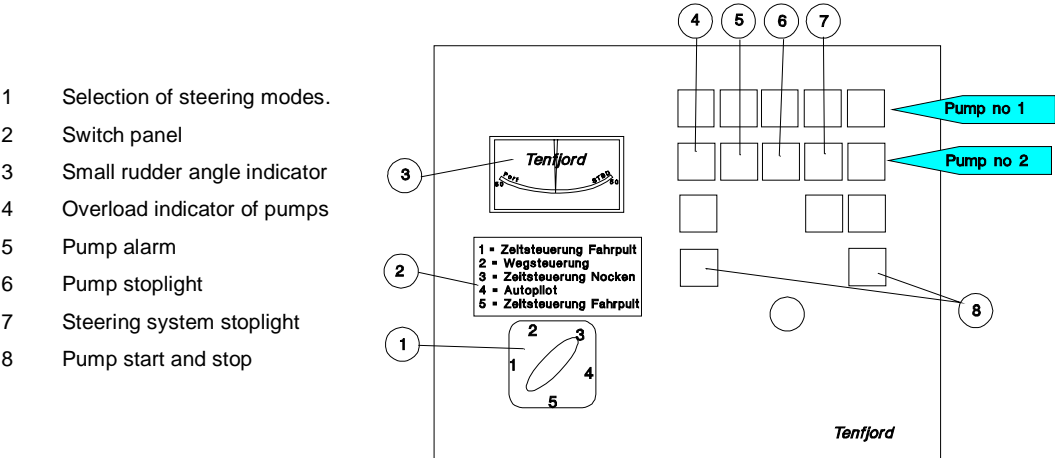 4 5 6 7
1 Selection of steering modes.
2 Switch panel
3 Small rudder angle indicator
4 Overload indicator of pumps
5 Pump alarm
6 Pump stoplight
7 Steering system stoplight
8 Pump start and stop
Pump no 1
Pump no 2
3
Tenfjord
60 Port STBD 60
2
1 = Zeitsteuerung Fahrpult
2 = Wegsteuerung
3 = Zeitsteuerung Nocken
4 = Autopilot
5 = Zeitsteuerung Fahrpult
8
1
2 3
1 4
5
Tenfjord